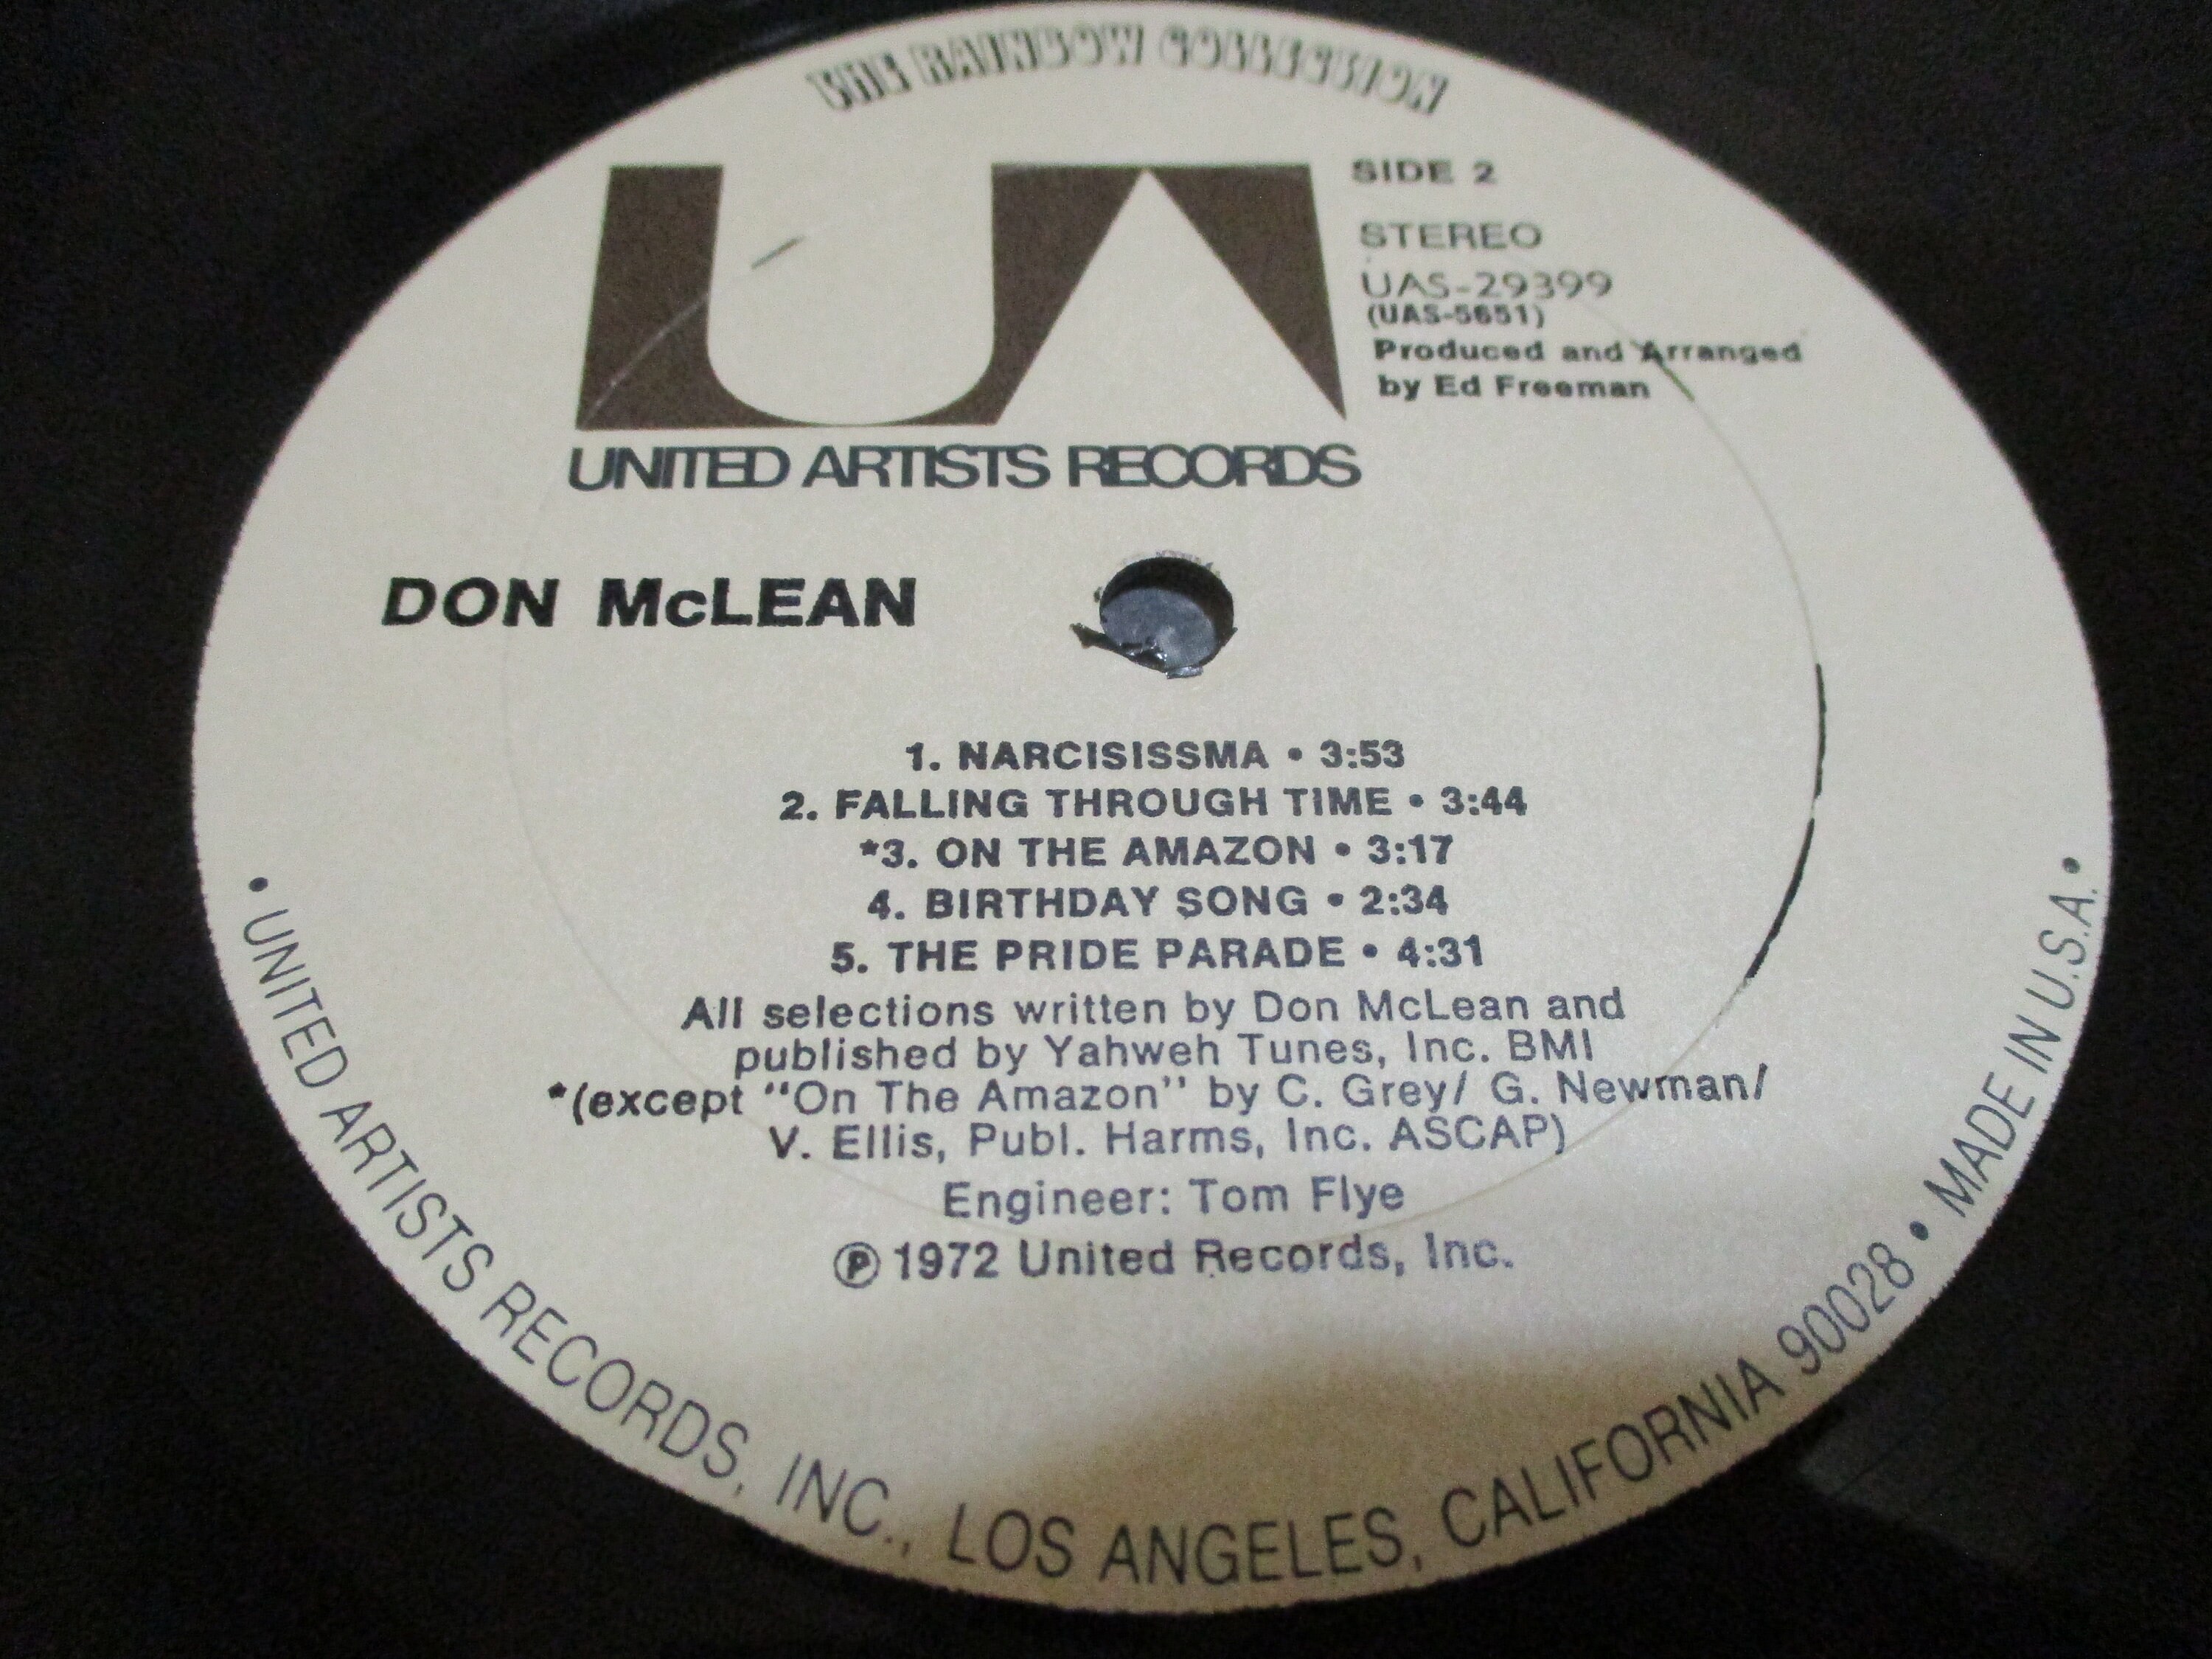 THE RAINBOW COLLECTION
UA
SIDE 2
STEREO
UAS-29399
(UAS-5651)
Produced and Arranged
by Ed Freeman
UNITED ARTISTS RECORDS
DON McLEAN
1. NARCISISSMA • 3:53
2. FALLING THROUGH TIME • 3:44
*3. ON THE AMAZON • 3:17
4. BIRTHDAY SONG • 2:34
5. THE PRIDE PARADE • 4:31
All selections written by Don McLean and
published by Yahweh Tunes, Inc. BMI
*(except "On The Amazon" by C. Grey/ G. Newman/
V. Ellis, Publ. Harms, Inc. ASCAP)
Engineer: Tom Flye
℗ 1972 United Records, Inc.
• UNITED ARTISTS RECORDS, INC., LOS ANGELES, CALIFORNIA 90028 • MADE IN U.S.A. •